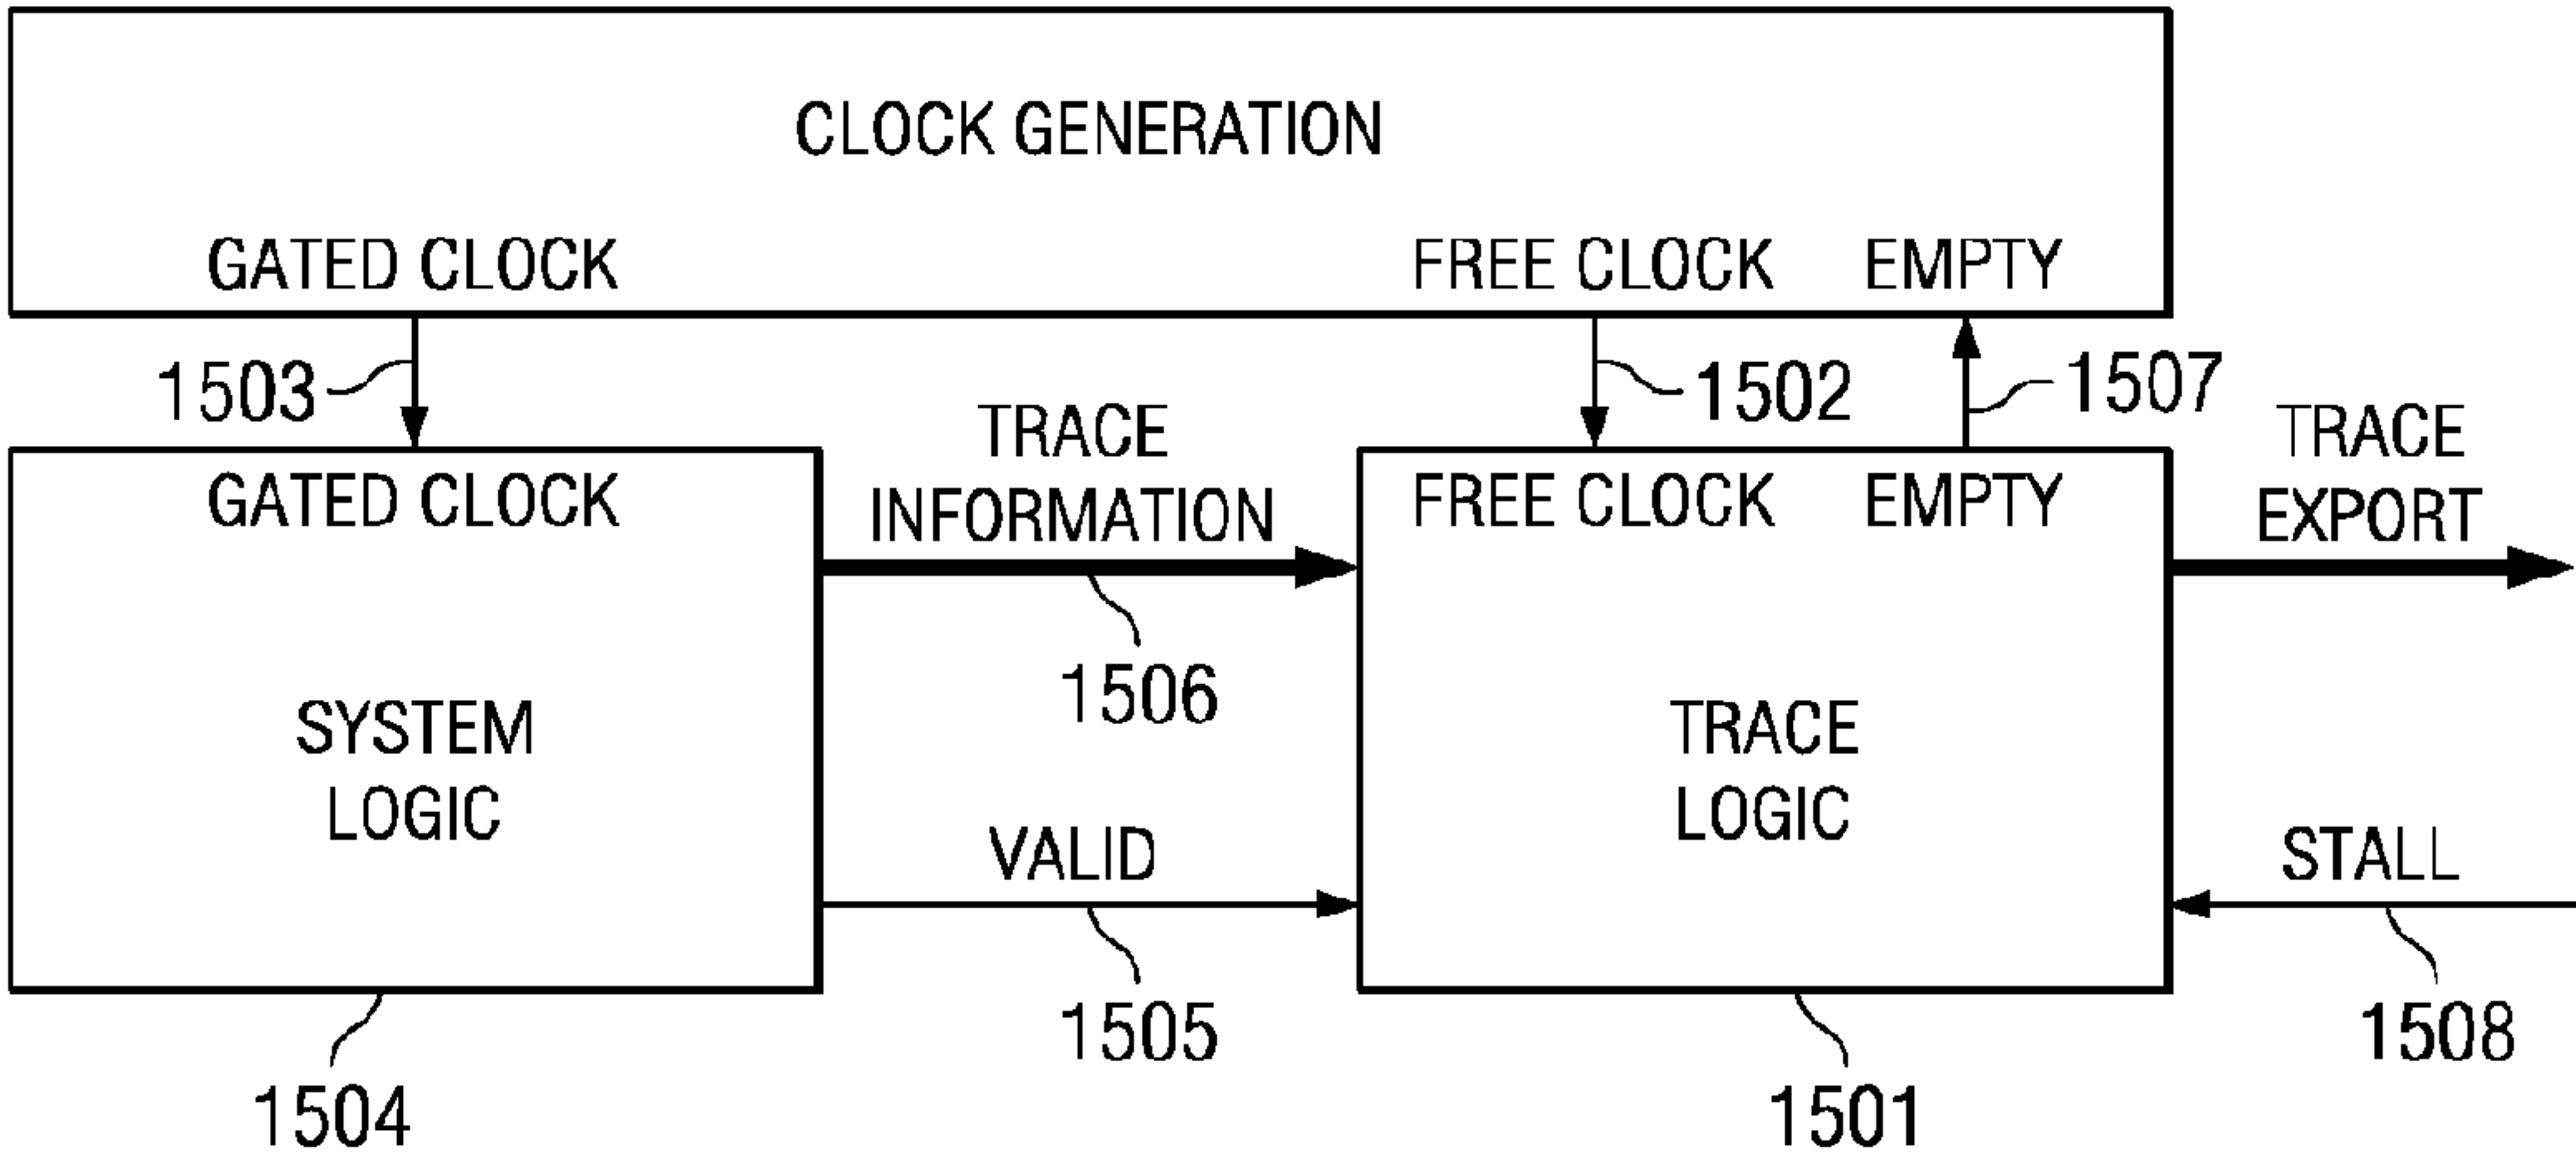 CLOCK GENERATION
GATED CLOCK
FREE CLOCK
EMPTY
1503
1502
1507
TRACE
INFORMATION
TRACE
EXPORT
GATED CLOCK
FREE CLOCK
EMPTY
1506
SYSTEM
LOGIC
TRACE
LOGIC
VALID
STALL
1505
1508
1504
1501